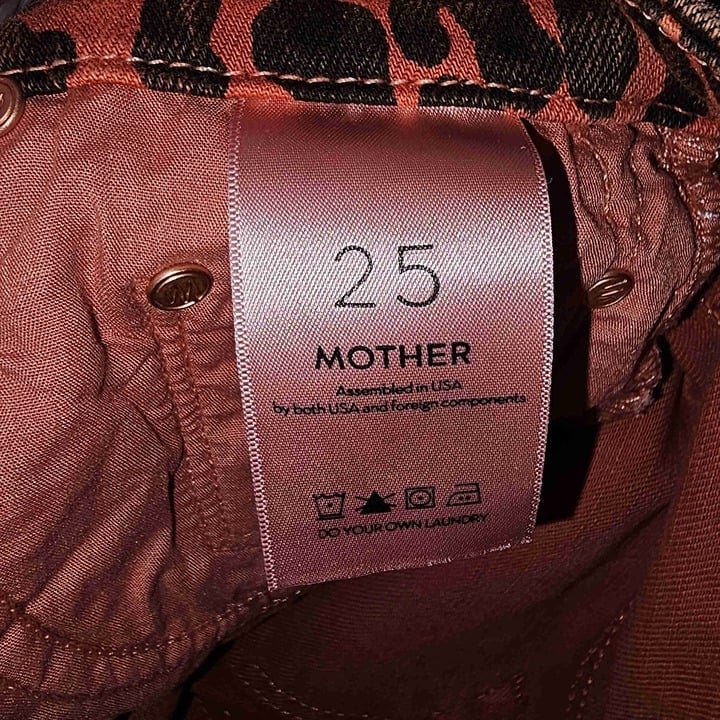 25
MOTHER
Assembled in USA
by both USA and foreign components
DO YOUR OWN LAUNDRY